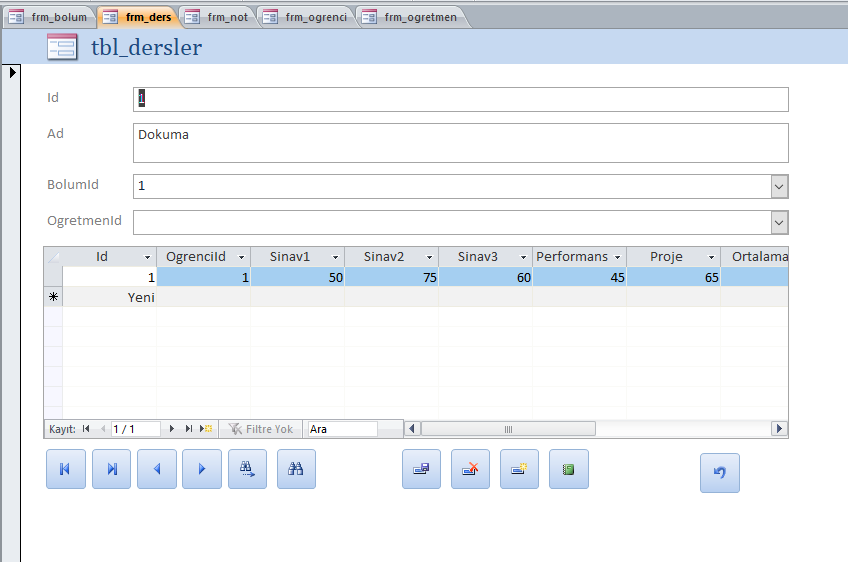 frm_bolum frm_ders frm_not frm_ogrenci frm_ogretmen
tbl_dersler
Id 1
Ad Dokuma
BolumId 1
OgretmenId
Id OgrenciId Sinav1 Sinav2 Sinav3 Performans Proje Ortalama
1 1 50 75 60 45 65
Yeni
Kayıt: 1 / 1 Filtre Yok Ara